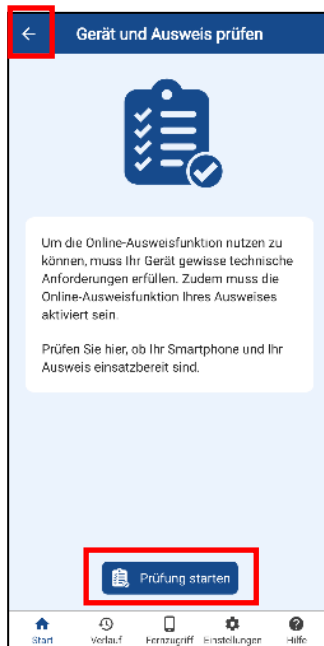 Gerät und Ausweis prüfen
Um die Online-Ausweisfunktion nutzen zu
können, muss Ihr Gerät gewisse technische
Anforderungen erfüllen. Zudem muss die
Online-Ausweisfunktion Ihres Ausweises
aktiviert sein.
Prüfen Sie hier, ob Ihr Smartphone und Ihr
Ausweis einsatzbereit sind.
Prüfung starten
Start Verlauf Fernzugriff Einstellungen Hilfe